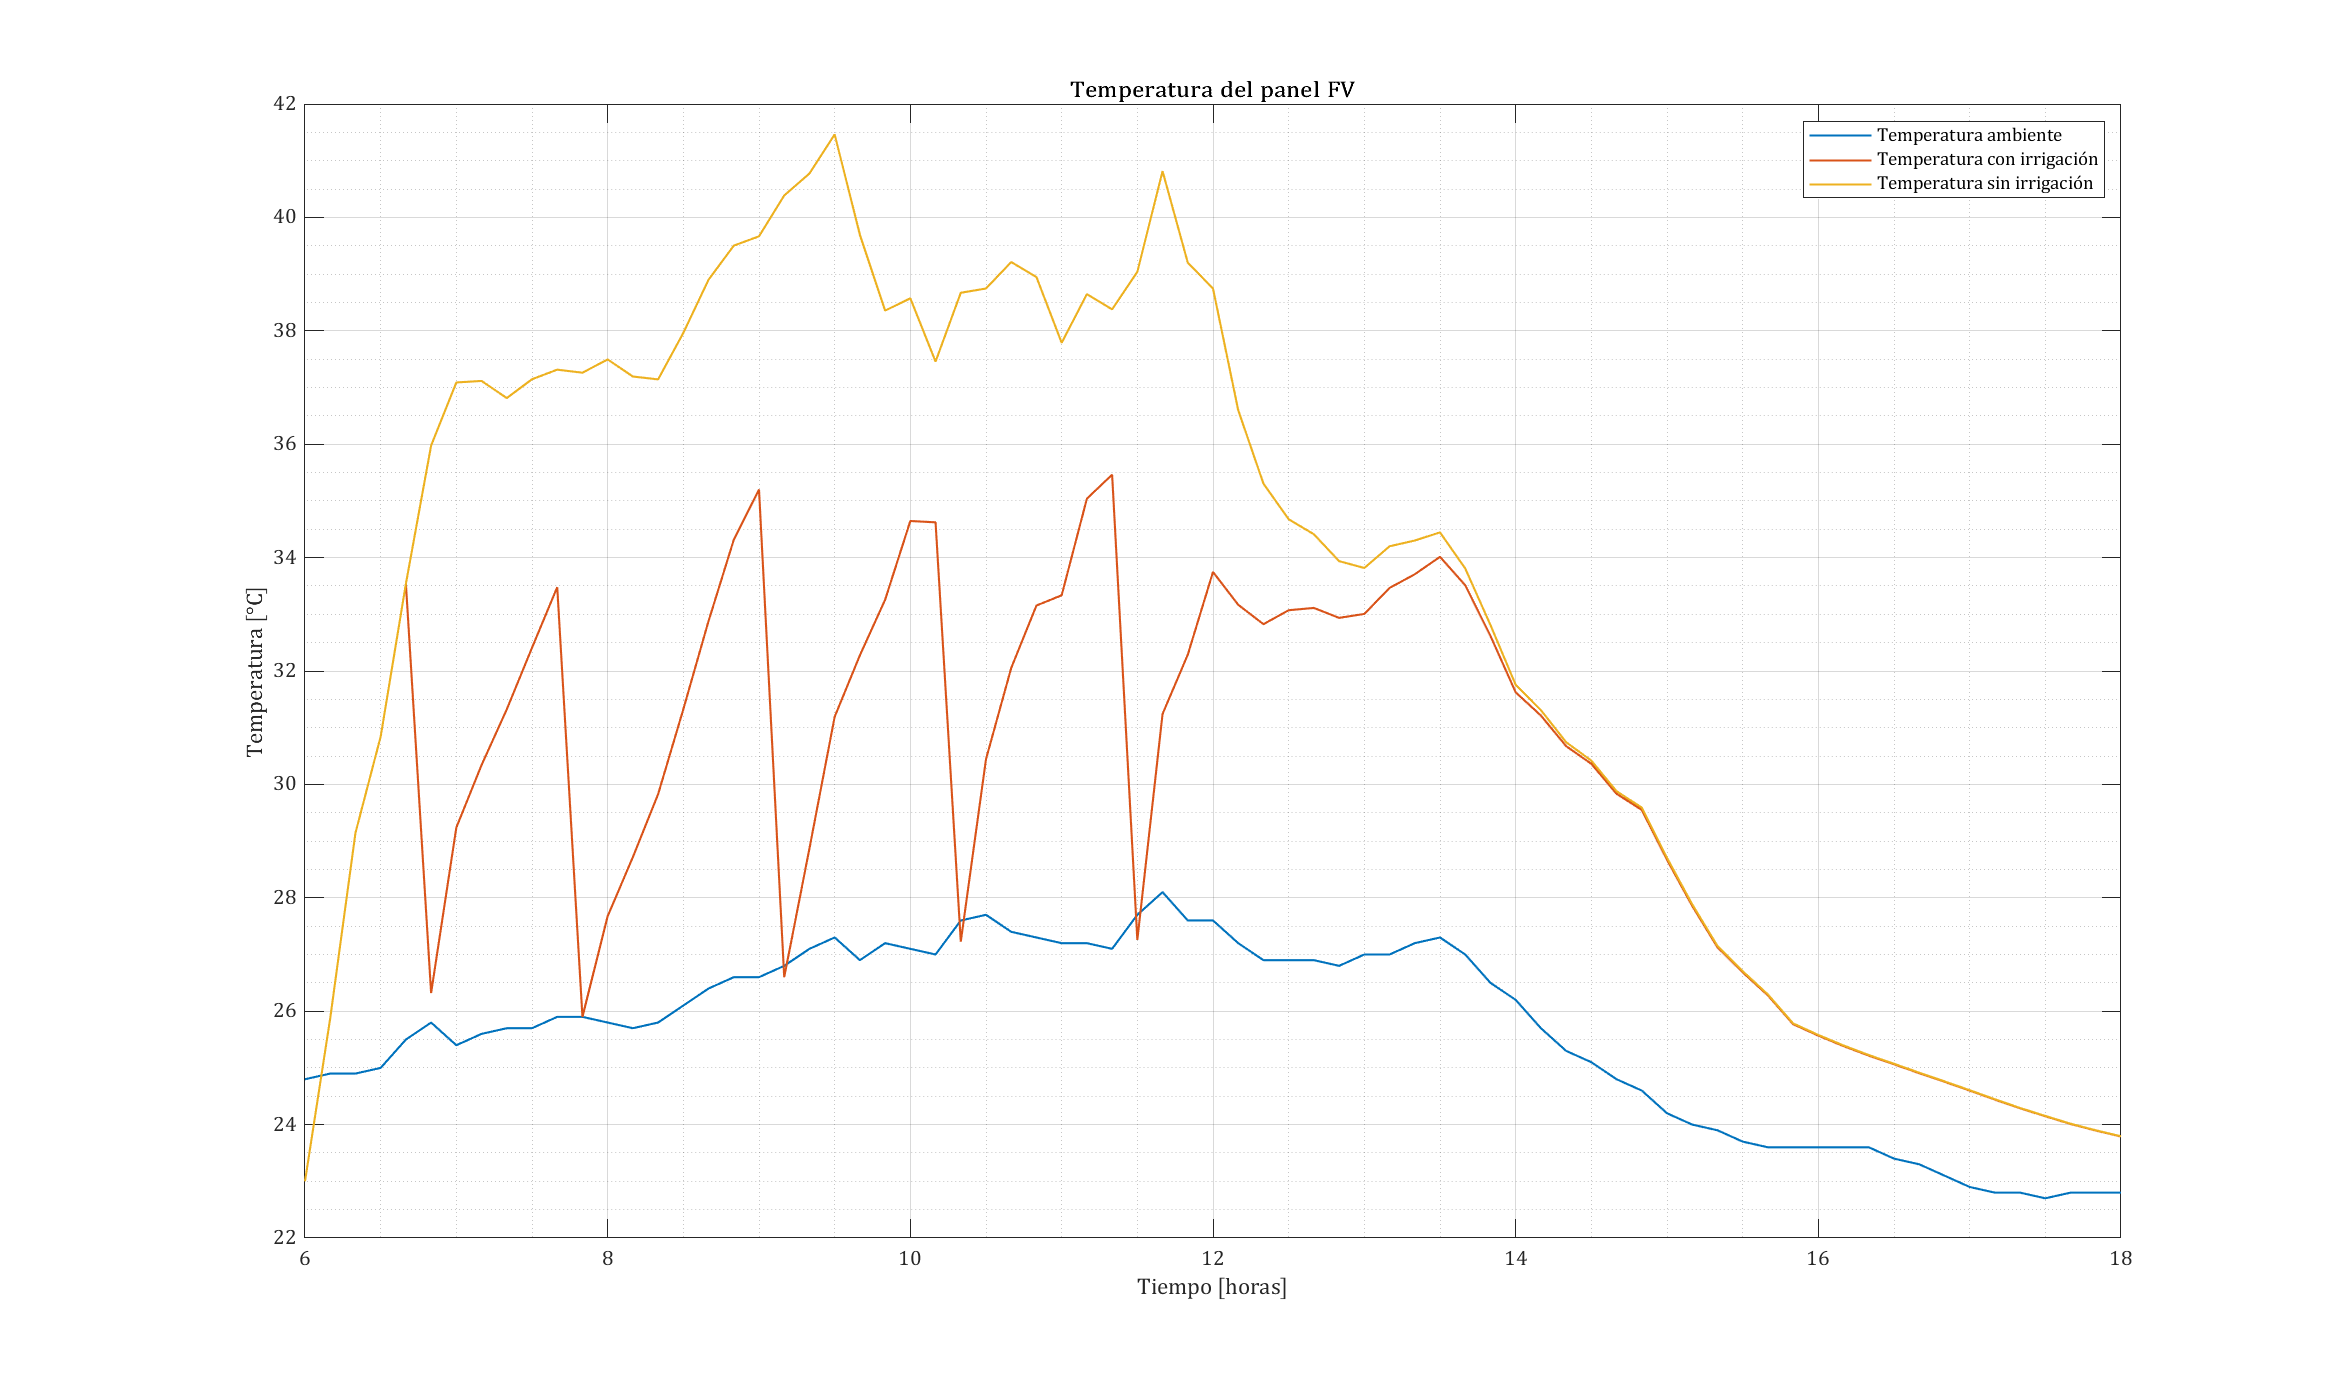 Temperatura del panel FV
Temperatura ambiente
Temperatura con irrigación
Temperatura sin irrigación
Temperatura [°C]
42
40
38
36
34
32
30
28
26
24
22
6 8 10 12 14 16 18
Tiempo [horas]